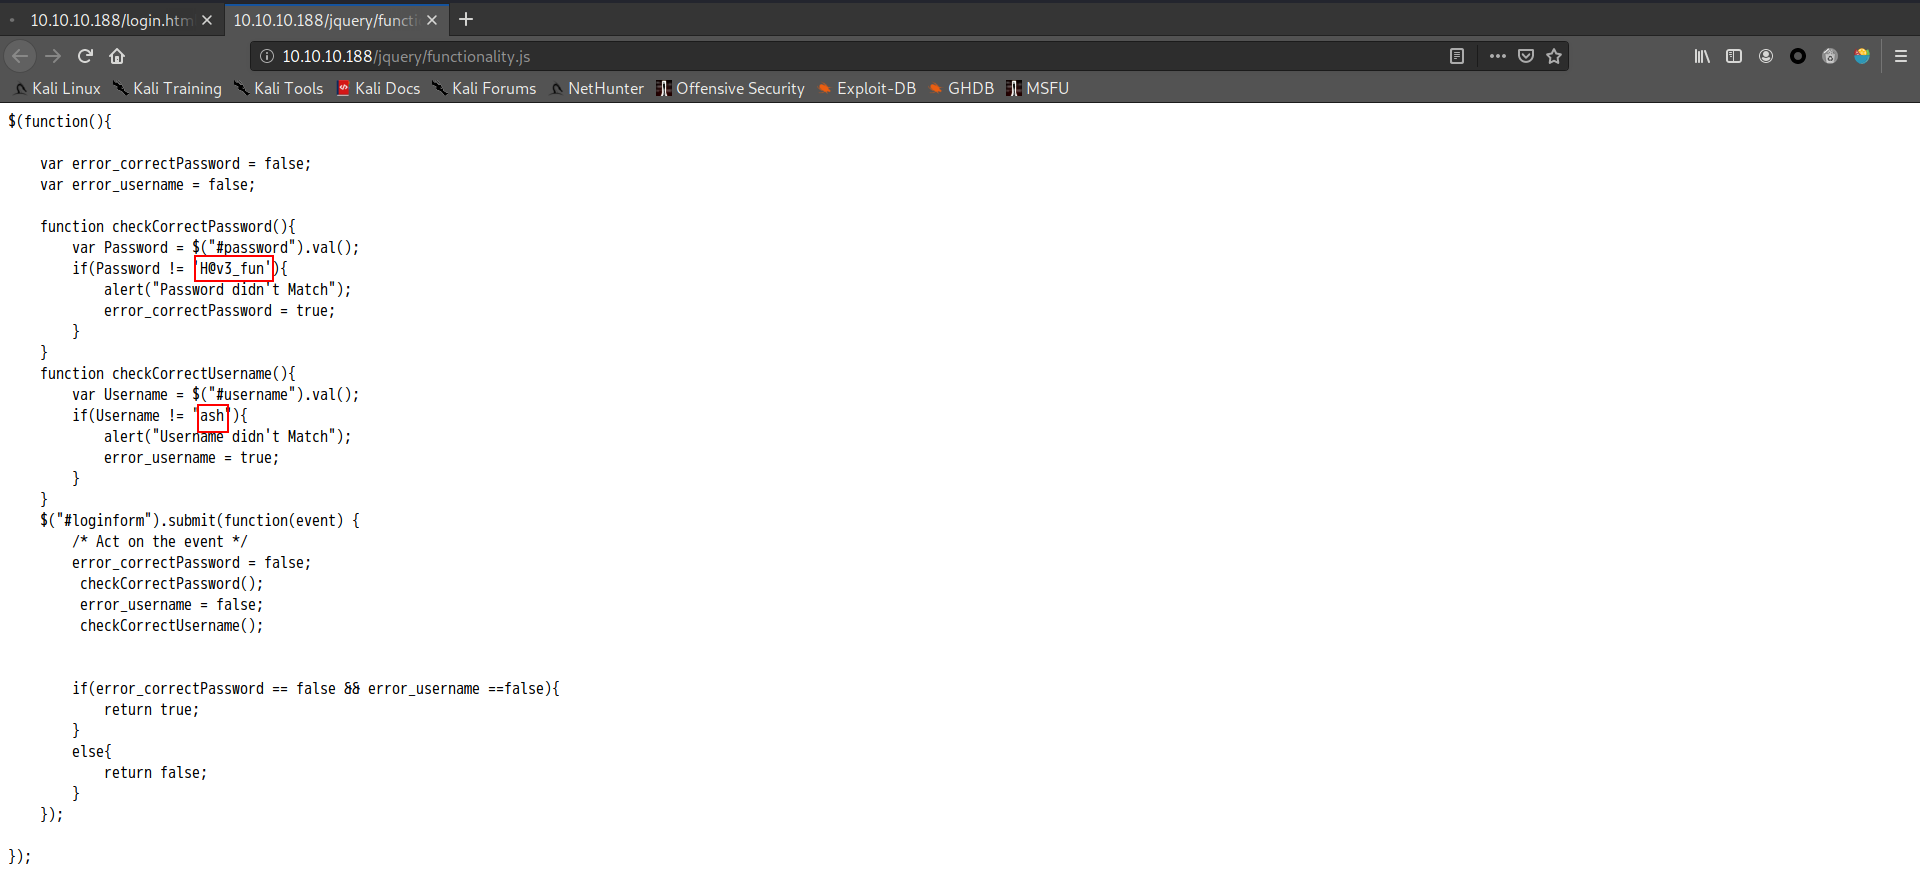 10.10.10.188/login.htm
10.10.10.188/jquery/functi
10.10.10.188/jquery/functionality.js
Kali Linux Kali Training Kali Tools Kali Docs Kali Forums NetHunter Offensive Security Exploit-DB GHDB MSFU
$(function(){
var error_correctPassword = false;
var error_username = false;
function checkCorrectPassword(){
var Password = $("#password").val();
if(Password != 'H@v3_fun'){
alert("Password didn't Match");
error_correctPassword = true;
}
}
function checkCorrectUsername(){
var Username = $("#username").val();
if(Username != "ash"){
alert("Username didn't Match");
error_username = true;
}
}
$("#loginform").submit(function(event) {
/* Act on the event */
error_correctPassword = false;
checkCorrectPassword();
error_username = false;
checkCorrectUsername();
if(error_correctPassword == false && error_username ==false){
return true;
}
else{
return false;
}
});
});